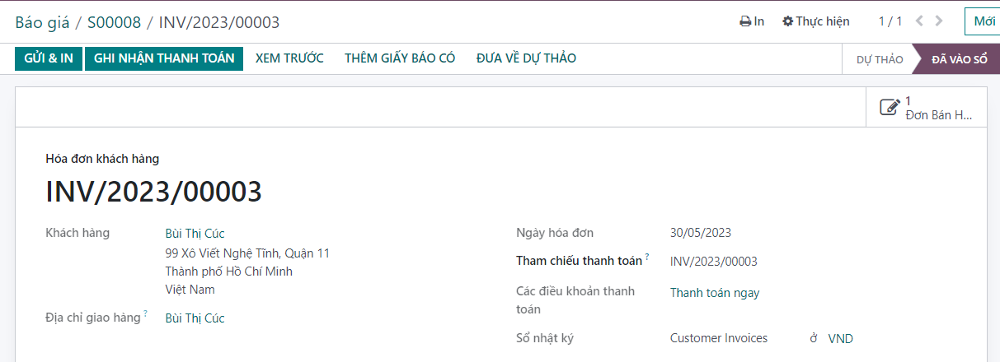 Báo giá / S00008 / INV/2023/00003 In Thực hiện 1 / 1 Mới
GỬI & IN GHI NHẬN THANH TOÁN XEM TRƯỚC THÊM GIẤY BÁO CÓ ĐƯA VỀ DỰ THẢO DỰ THẢO ĐÃ VÀO SỔ
1
Đơn Bán H...
Hóa đơn khách hàng
INV/2023/00003
Khách hàng Bùi Thị Cúc
99 Xô Viết Nghệ Tĩnh, Quận 11
Thành phố Hồ Chí Minh
Việt Nam
Địa chỉ giao hàng ? Bùi Thị Cúc
Ngày hóa đơn 30/05/2023
Tham chiếu thanh toán ? INV/2023/00003
Các điều khoản thanh Thanh toán ngay
toán
Sổ nhật ký Customer Invoices ở VND